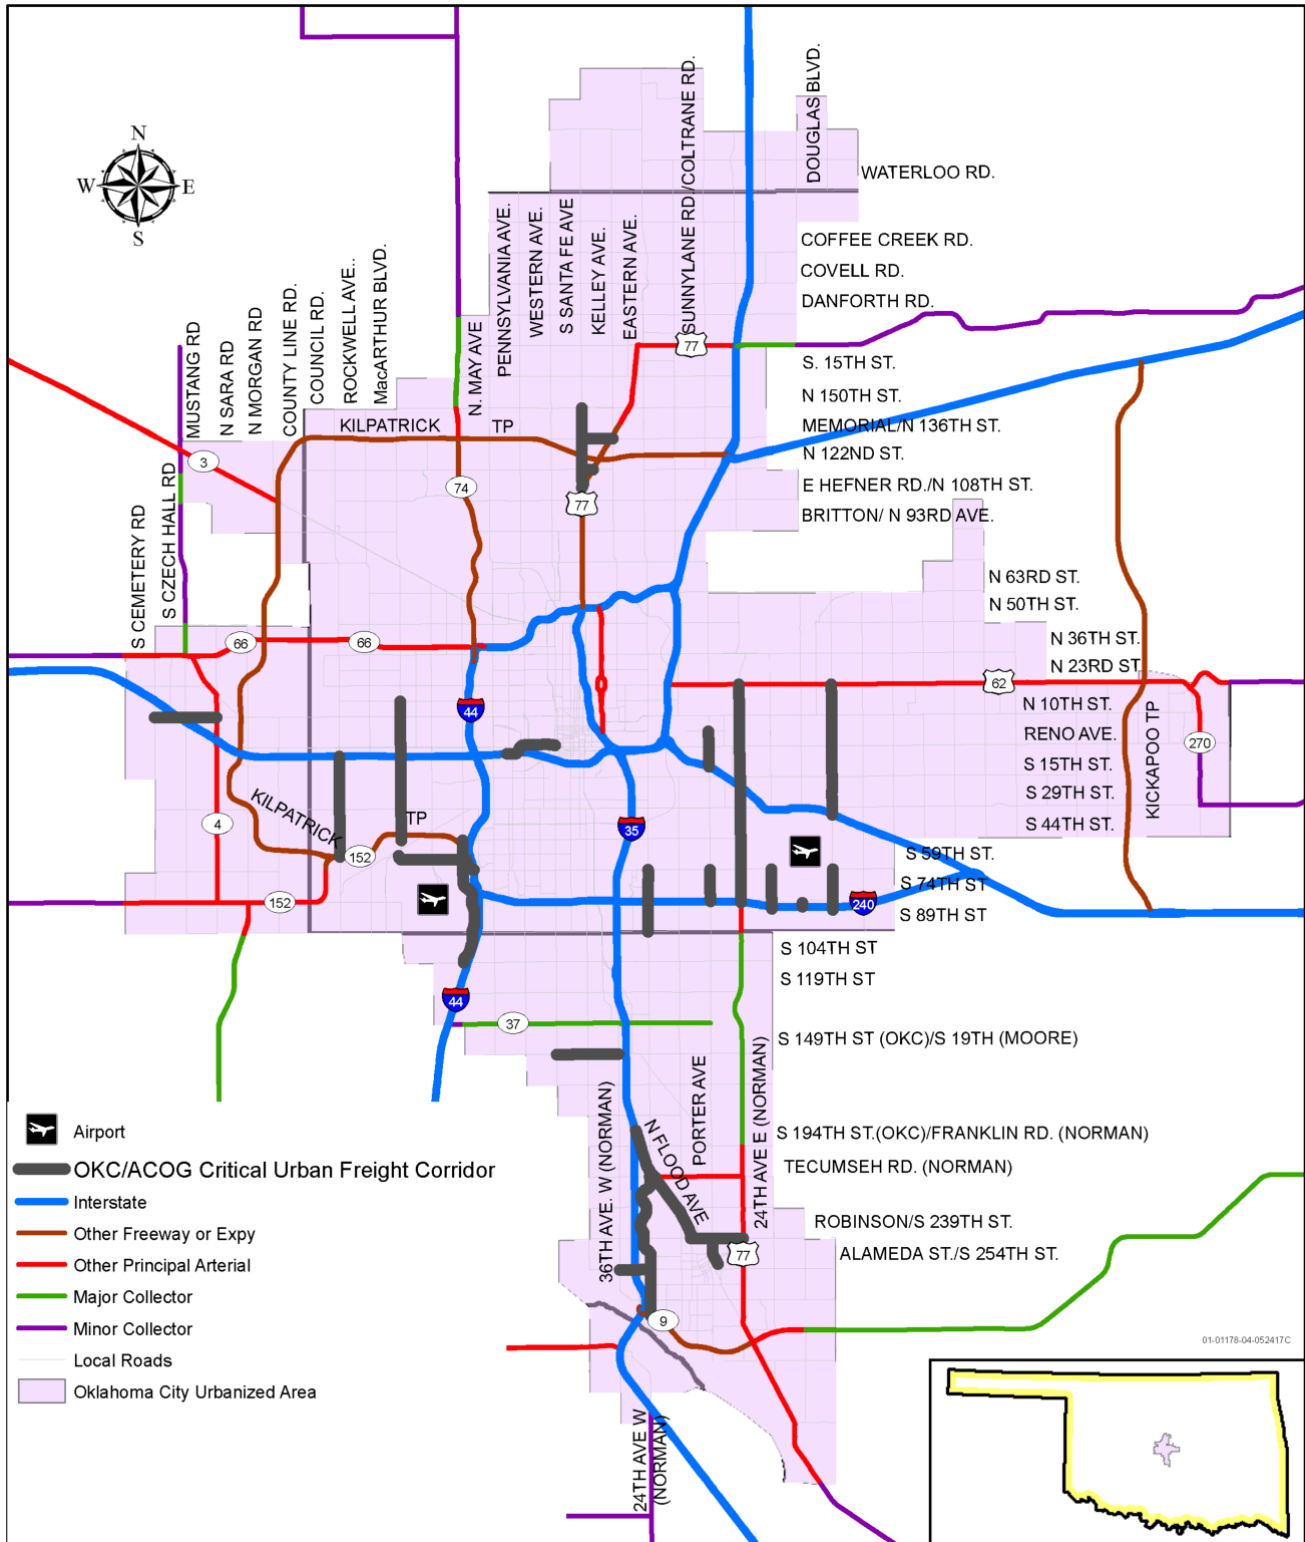 N
W
E
S
DOUGLAS BLVD.
SUNNYLANE RD./COLTRANE RD.
WATERLOO RD.
PENNSYLVANIA AVE.
WESTERN AVE.
S SANTA FE AVE
KELLEY AVE.
EASTERN AVE.
COFFEE CREEK RD.
COVELL RD.
DANFORTH RD.
MUSTANG RD
N SARA RD
N MORGAN RD
COUNTY LINE RD.
COUNCIL RD.
ROCKWELL AVE..
MacARTHUR BLVD.
N. MAY AVE
77
S. 15TH ST.
N 150TH ST.
KILPATRICK
TP
MEMORIAL/N 136TH ST.
N 122ND ST.
3
74
77
E HEFNER RD./N 108TH ST.
BRITTON/ N 93RD AVE.
S CEMETERY RD
S CZECH HALL RD
N 63RD ST.
N 50TH ST.
66
66
N 36TH ST.
N 23RD ST.
62
44
N 10TH ST.
RENO AVE.
270
S 15TH ST.
S 29TH ST.
KICKAPOO TP
KILPATRICK
TP
4
35
S 44TH ST.
152
S 59TH ST.
S 74TH ST
152
240
S 89TH ST
S 104TH ST
S 119TH ST
44
37
S 149TH ST (OKC)/S 19TH (MOORE)
36TH AVE. W (NORMAN)
N FLOOD AVE
PORTER AVE
24TH AVE E (NORMAN)
S 194TH ST.(OKC)/FRANKLIN RD. (NORMAN)
TECUMSEH RD. (NORMAN)
ROBINSON/S 239TH ST.
77
ALAMEDA ST./S 254TH ST.
9
24TH AVE W
(NORMAN)
Airport
OKC/ACOG Critical Urban Freight Corridor
Interstate
Other Freeway or Expy
Other Principal Arterial
Major Collector
Minor Collector
Local Roads
Oklahoma City Urbanized Area
01-01178-04-052417C